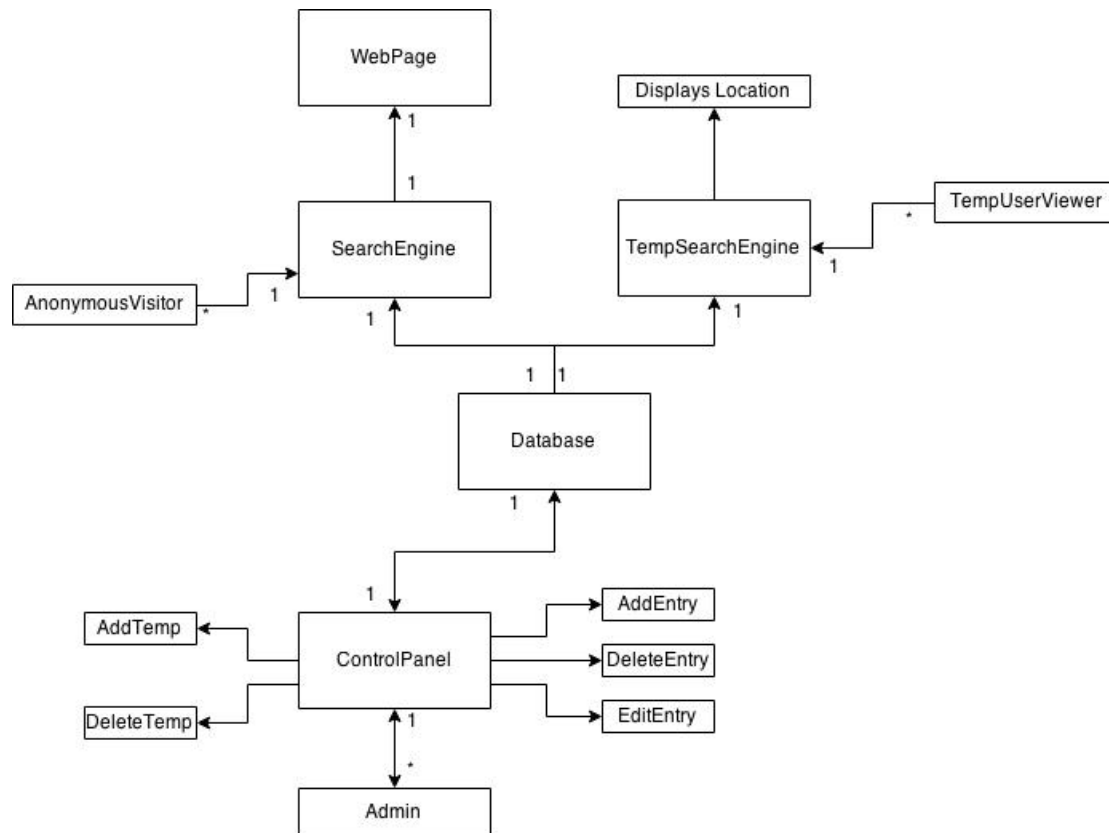 WebPage
Displays Location
1
1
TempUserViewer
*
SearchEngine
TempSearchEngine
1
AnonymousVisitor
*
1
1
1
1
1
Database
1
1
AddEntry
AddTemp
ControlPanel
DeleteEntry
DeleteTemp
EditEntry
1
*
Admin